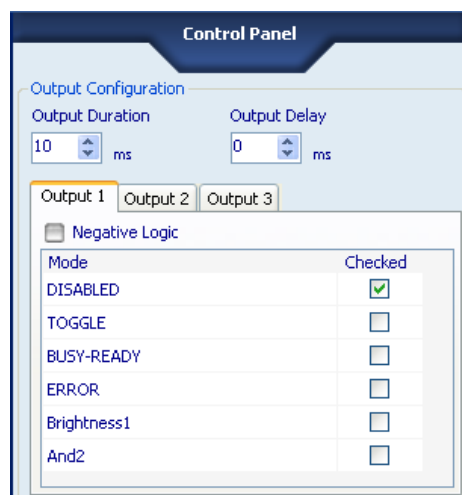 Control Panel
Output Configuration
Output Duration Output Delay
10 ms 0 ms
Output 1 Output 2 Output 3
Negative Logic
Mode Checked
DISABLED
TOGGLE
BUSY-READY
ERROR
Brightness1
And2